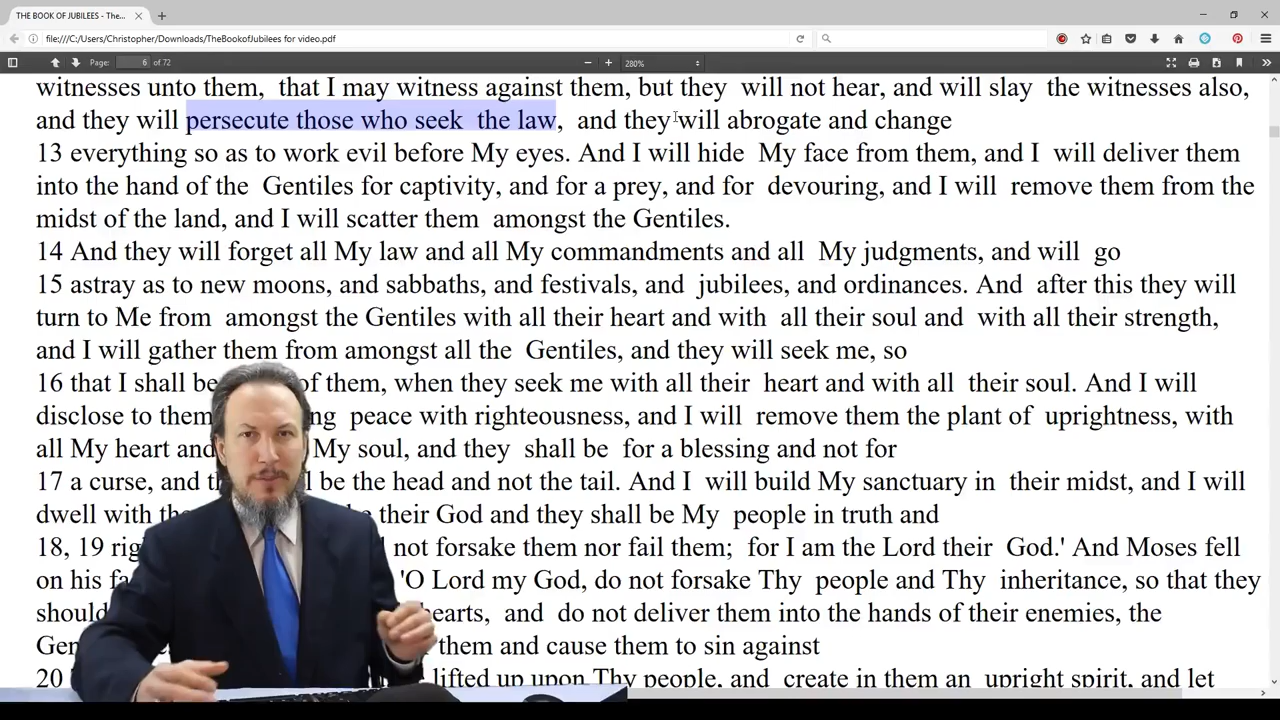 THE BOOK OF JUBILEES - The...
file:///C:/Users/Christopher/Downloads/TheBookofJubilees for video.pdf
Search
Page: 6 of 72
280%
witnesses unto them, that I may witness against them, but they will not hear, and will slay the witnesses also,
and they will persecute those who seek the law, and they will abrogate and change
13 everything so as to work evil before My eyes. And I will hide My face from them, and I will deliver them
into the hand of the Gentiles for captivity, and for a prey, and for devouring, and I will remove them from the
midst of the land, and I will scatter them amongst the Gentiles.
14 And they will forget all My law and all My commandments and all My judgments, and will go
15 astray as to new moons, and sabbaths, and festivals, and jubilees, and ordinances. And after this they will
turn to Me from amongst the Gentiles with all their heart and with all their soul and with all their strength,
and I will gather them from amongst all the Gentiles, and they will seek me, so
16 that I shall be of them, when they seek me with all their heart and with all their soul. And I will
disclose to them peace with righteousness, and I will remove them the plant of uprightness, with
all My heart and My soul, and they shall be for a blessing and not for
17 a curse, and be the head and not the tail. And I will build My sanctuary in their midst, and I will
dwell with their God and they shall be My people in truth and
18, 19 not forsake them nor fail them; for I am the Lord their God.' And Moses fell
on his 'O Lord my God, do not forsake Thy people and Thy inheritance, so that they
should hearts, and do not deliver them into the hands of their enemies, the
them and cause them to sin against
20 lifted up upon Thy people, and create in them an upright spirit, and let